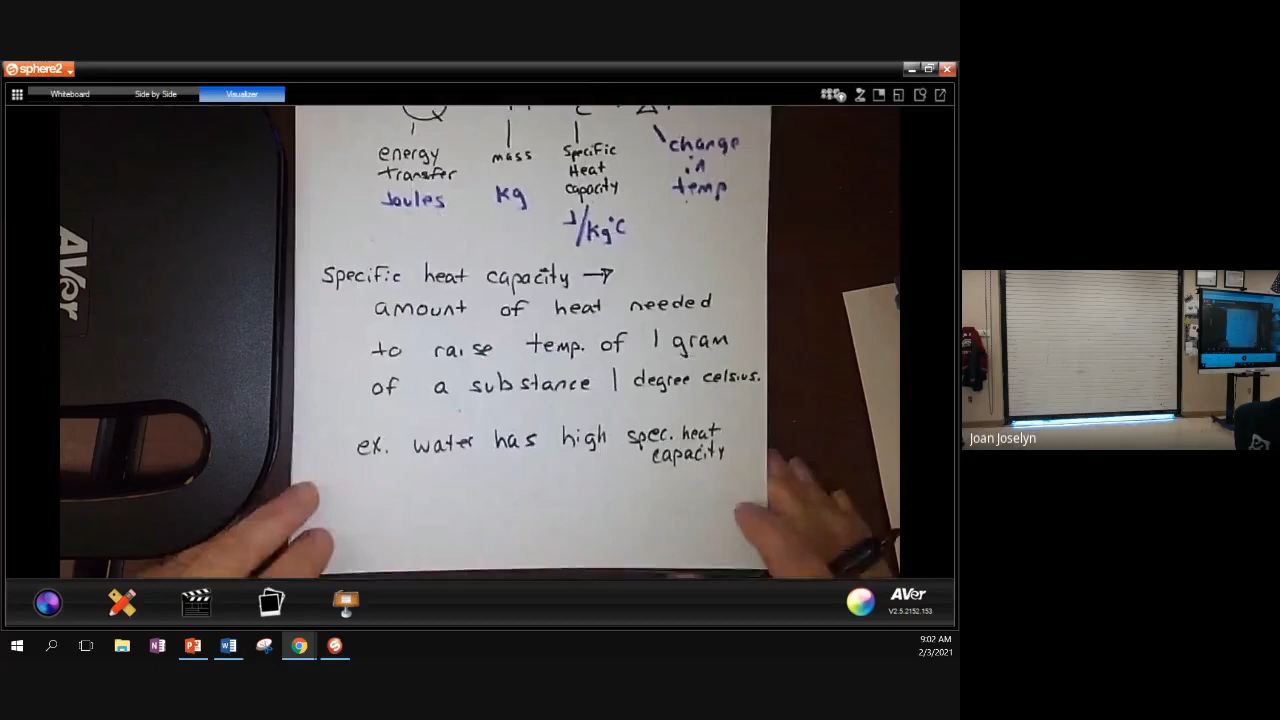 sphere2
Whiteboard
Side by Side
Visualizer
energy transfer
Joules
mass
kg
Specific Heat capacity
J/kg°C
change in temp
AVer
Specific heat capacity →
amount of heat needed
to raise temp. of 1 gram
of a substance 1 degree celsius.
ex. water has high spec. heat
capacity
Joan Joselyn
AVer
V2.5.2152.153
9:02 AM
2/3/2021